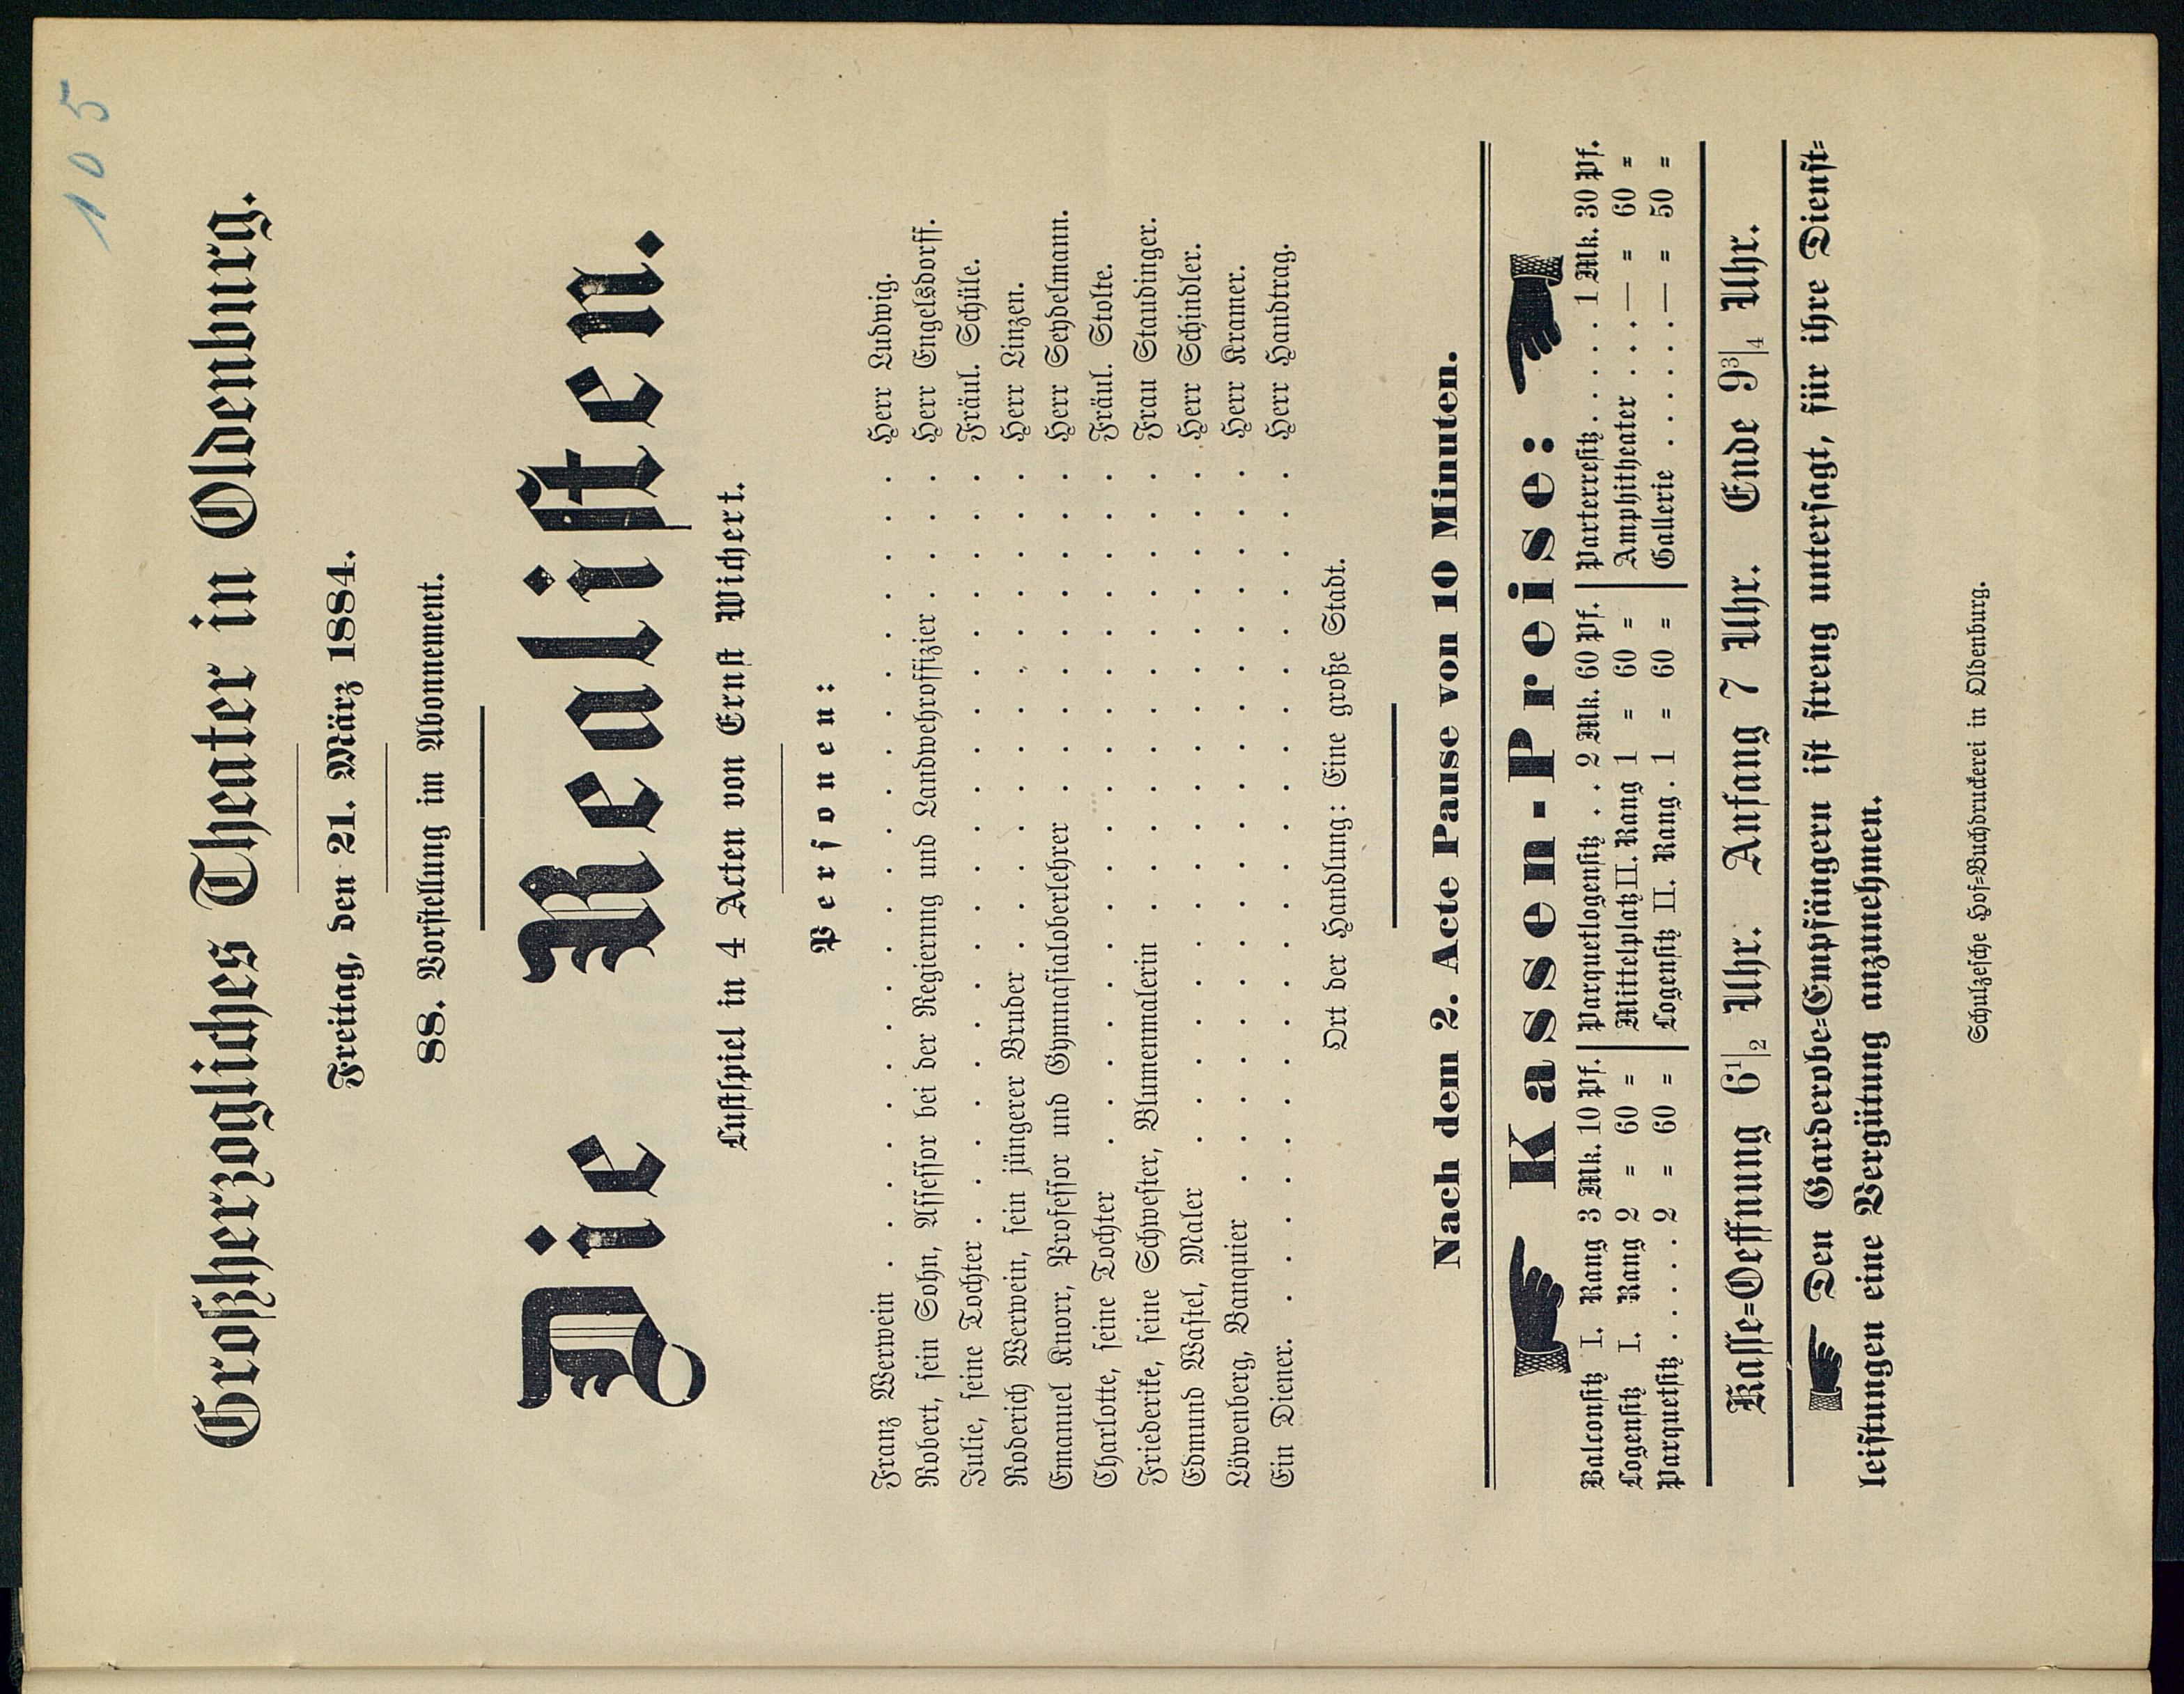 105
Großherzogliches Theater in Oldenburg.
Freitag, den 21. März 1884.
88. Vorstellung im Abonnement.
Die Realisten.
Lustspiel in 4 Acten von Ernst Wichert.
Personen:
Franz Werwein . . . . . . . . . . Herr Ludwig.
Robert, sein Sohn, Assessor bei der Regierung und Landwehroffizier . . . . Herr Engelsdorff.
Julie, seine Tochter . . . . . . . . . . Fräul. Schüle.
Roderich Werwein, sein jüngerer Bruder . . . . . . . . . . Herr Linzen.
Emanuel Knorr, Professor und Gymnasialoberlehrer . . . . . . . . . . Herr Seydelmann.
Charlotte, seine Tochter . . . . . . . . . . Fräul. Stolte.
Friederike, seine Schwester, Blumenmalerin . . . . . . . . . . Frau Staudinger.
Edmund Wastel, Maler . . . . . . . . . . Herr Schindler.
Löwenberg, Banquier . . . . . . . . . . Herr Kramer.
Ein Diener. . . . . . . . . . . Herr Handtrag.
Ort der Handlung: Eine große Stadt.
Nach dem 2. Acte Pause von 10 Minuten.
☛ Kassen-Preise: ☚
Balconsitz I. Rang 3 Mk. 10 Pf. | Parquetlogensitz . . 2 Mk. 60 Pf. | Parterresitz. . . . . 1 Mk. 30 Pf.
Logensitz I. Rang 2 = 60 = | Mittelplatz II. Rang 1 = 60 = | Amphitheater . . . — = 60 =
Parquetsitz . . . . . 2 = 60 = | Logensitz II. Rang . 1 = 60 = | Gallerie . . . . . . — = 50 =
Kasse=Oeffnung 6 1/2 Uhr. Anfang 7 Uhr. Ende 9 3/4 Uhr.
☛ Den Garderobe=Empfängern ist streng untersagt, für ihre Dienst=
leistungen eine Vergütung anzunehmen.
Schulzesche Hof=Buchdruckerei in Oldenburg.